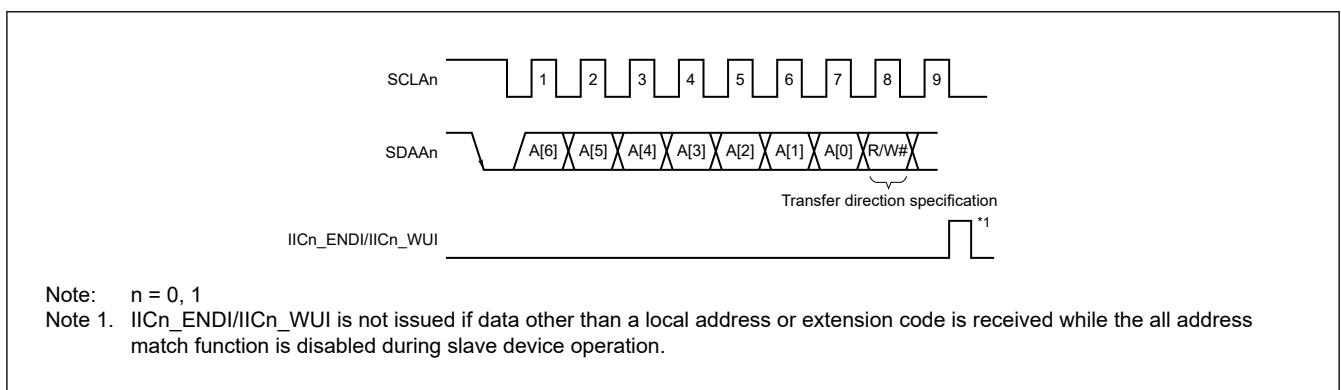 SCLAn 1 2 3 4 5 6 7 8 9
SDAAn A[6] A[5] A[4] A[3] A[2] A[1] A[0] R/W#
Transfer direction specification
*1
IICn_ENDI/IICn_WUI
Note: n = 0, 1
Note 1. IICn_ENDI/IICn_WUI is not issued if data other than a local address or extension code is received while the all address
match function is disabled during slave device operation.